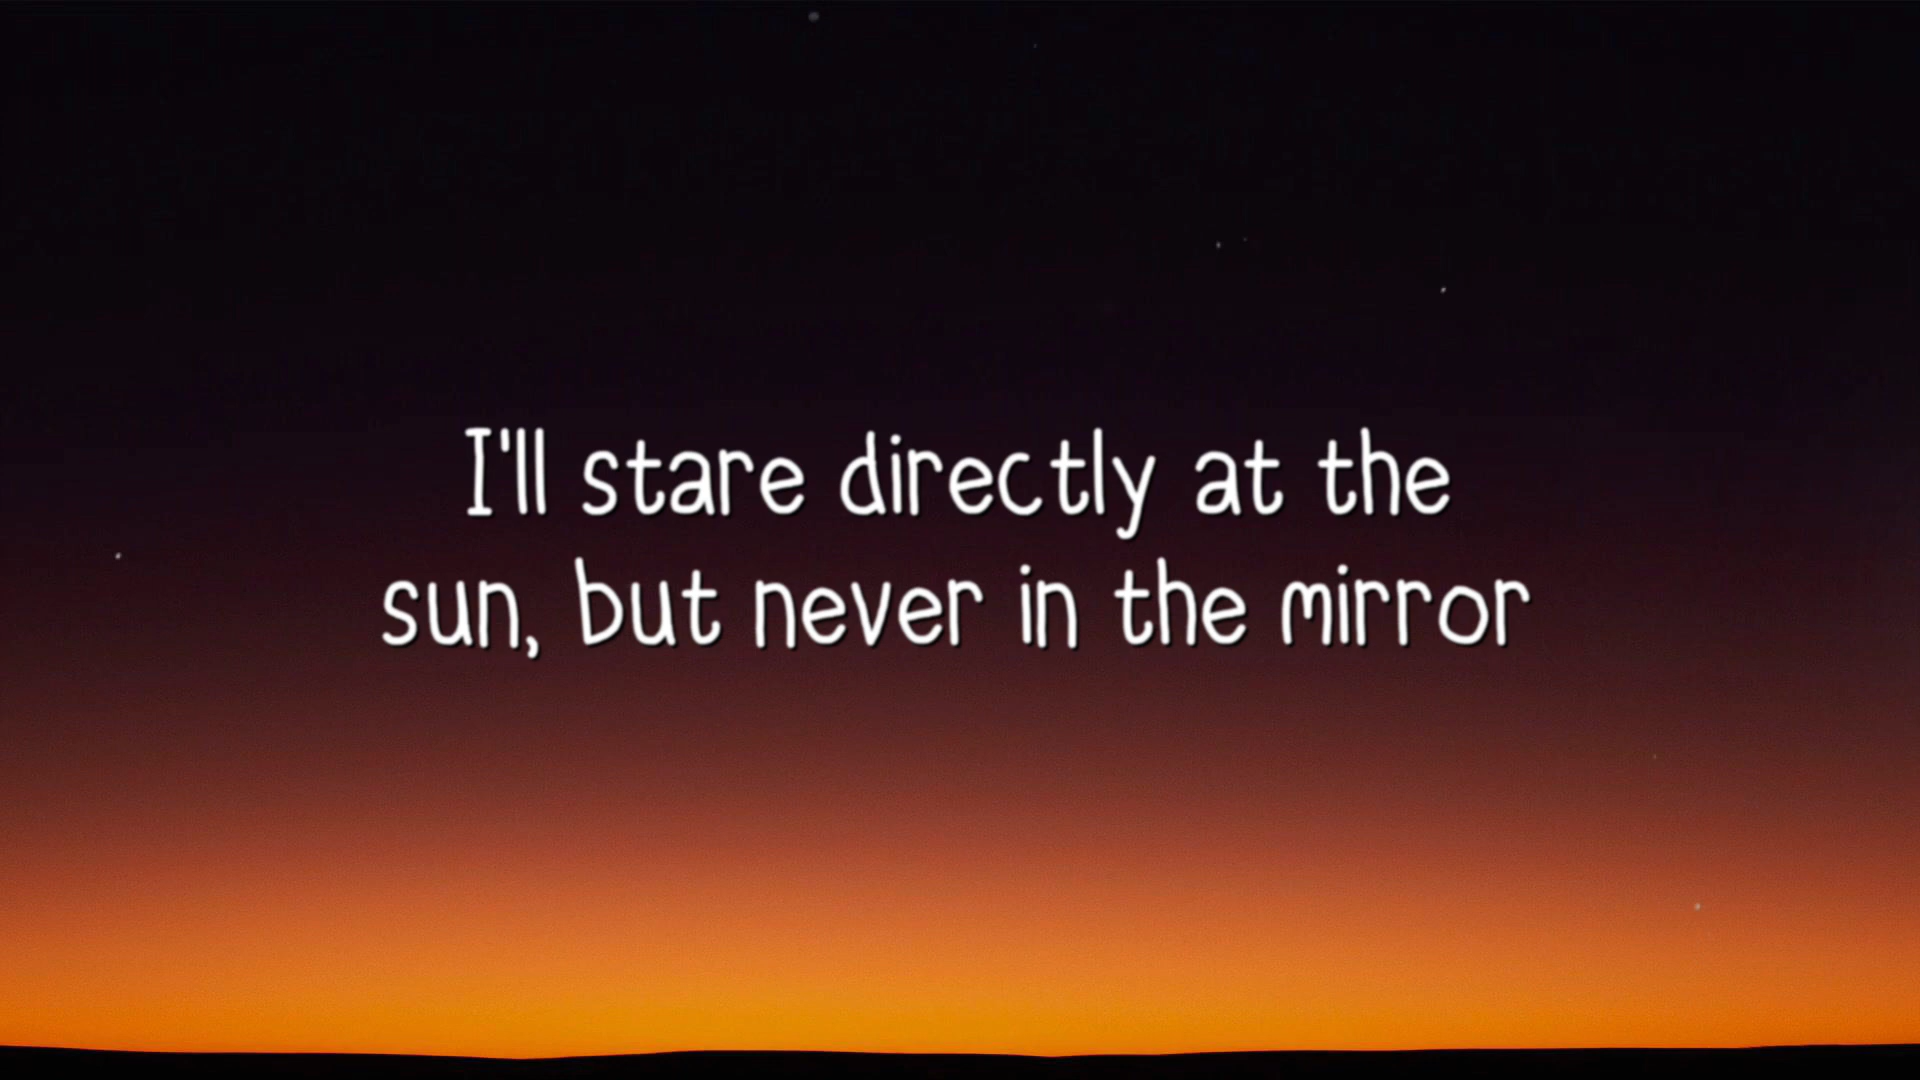 I'll stare directly at the
sun, but never in the mirror